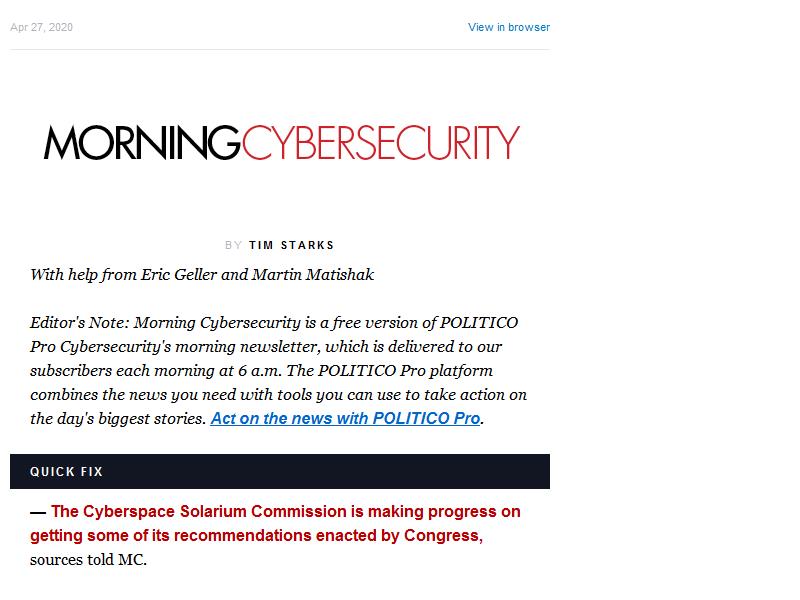 Apr 27, 2020
View in browser
MORNINGCYBERSECURITY
BY TIM STARKS
With help from Eric Geller and Martin Matishak
Editor's Note: Morning Cybersecurity is a free version of POLITICO
Pro Cybersecurity's morning newsletter, which is delivered to our
subscribers each morning at 6 a.m. The POLITICO Pro platform
combines the news you need with tools you can use to take action on
the day's biggest stories. Act on the news with POLITICO Pro.
QUICK FIX
— The Cyberspace Solarium Commission is making progress on
getting some of its recommendations enacted by Congress,
sources told MC.